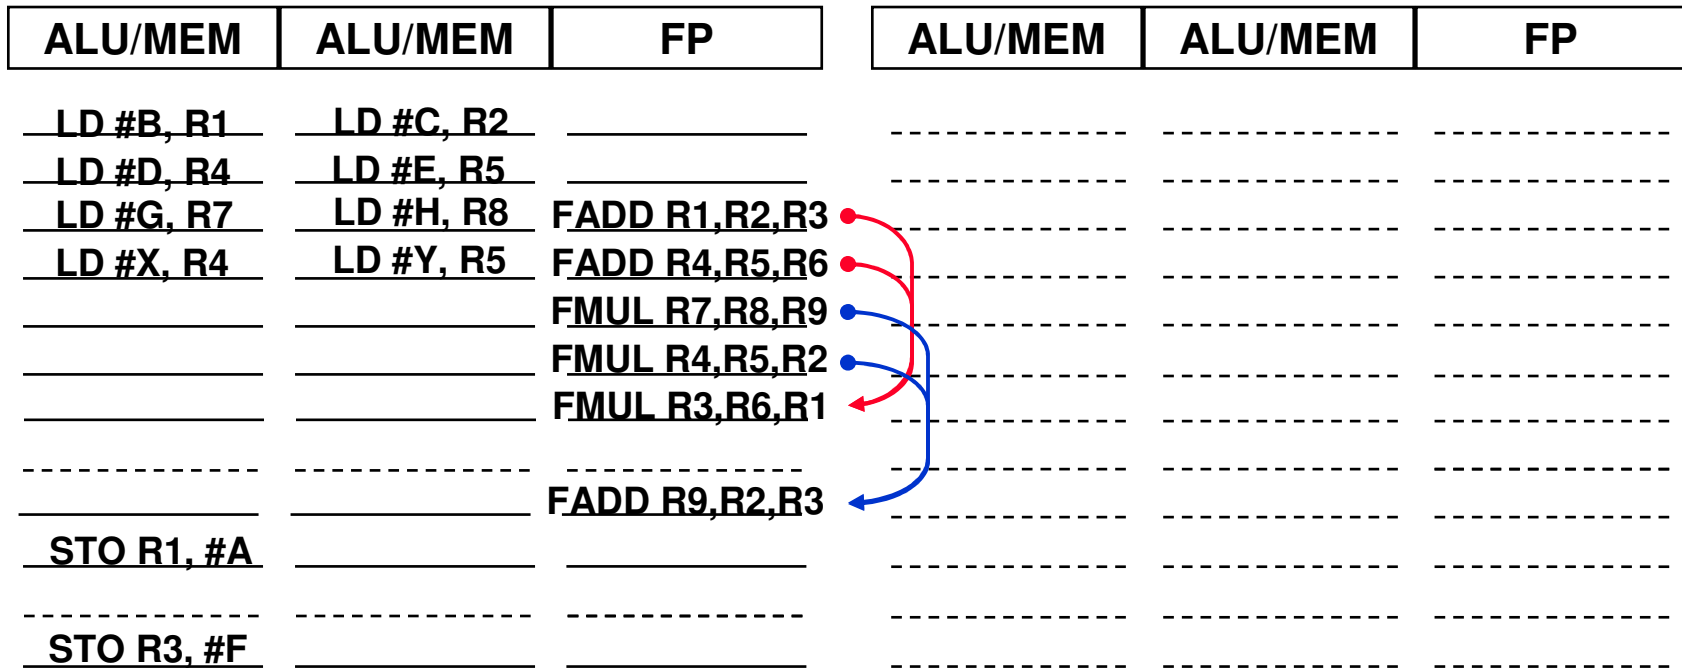 ALU/MEM ALU/MEM FP ALU/MEM ALU/MEM FP
LD #B, R1 LD #C, R2
LD #D, R4 LD #E, R5
LD #G, R7 LD #H, R8 FADD R1,R2,R3
LD #X, R4 LD #Y, R5 FADD R4,R5,R6
FMUL R7,R8,R9
FMUL R4,R5,R2
FMUL R3,R6,R1
FADD R9,R2,R3
STO R1, #A
STO R3, #F